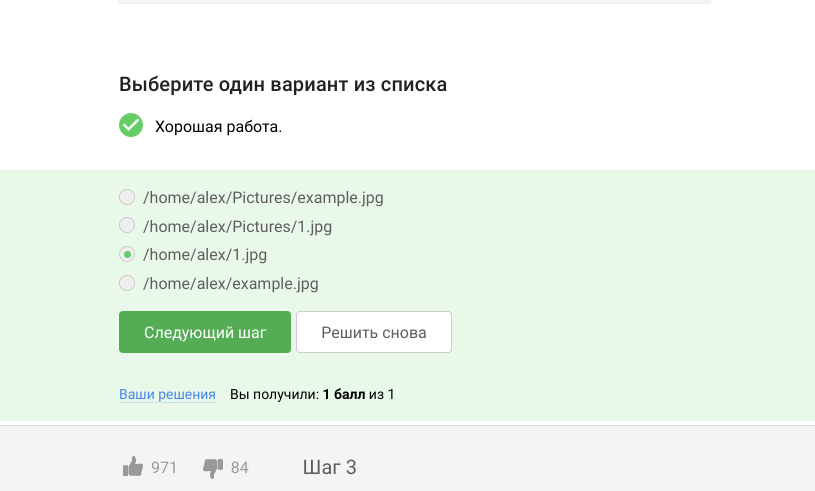 Выберите один вариант из списка
Хорошая работа.
/home/alex/Pictures/example.jpg
/home/alex/Pictures/1.jpg
/home/alex/1.jpg
/home/alex/example.jpg
Следующий шаг Решить снова
Ваши решения Вы получили: 1 балл из 1
971 84 Шаг 3